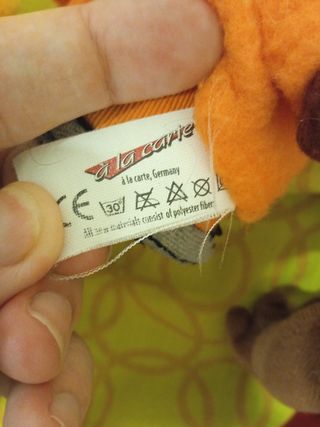 à la carte
à la carte, Germany
CE 30°
All new materials consist of polyester fiber